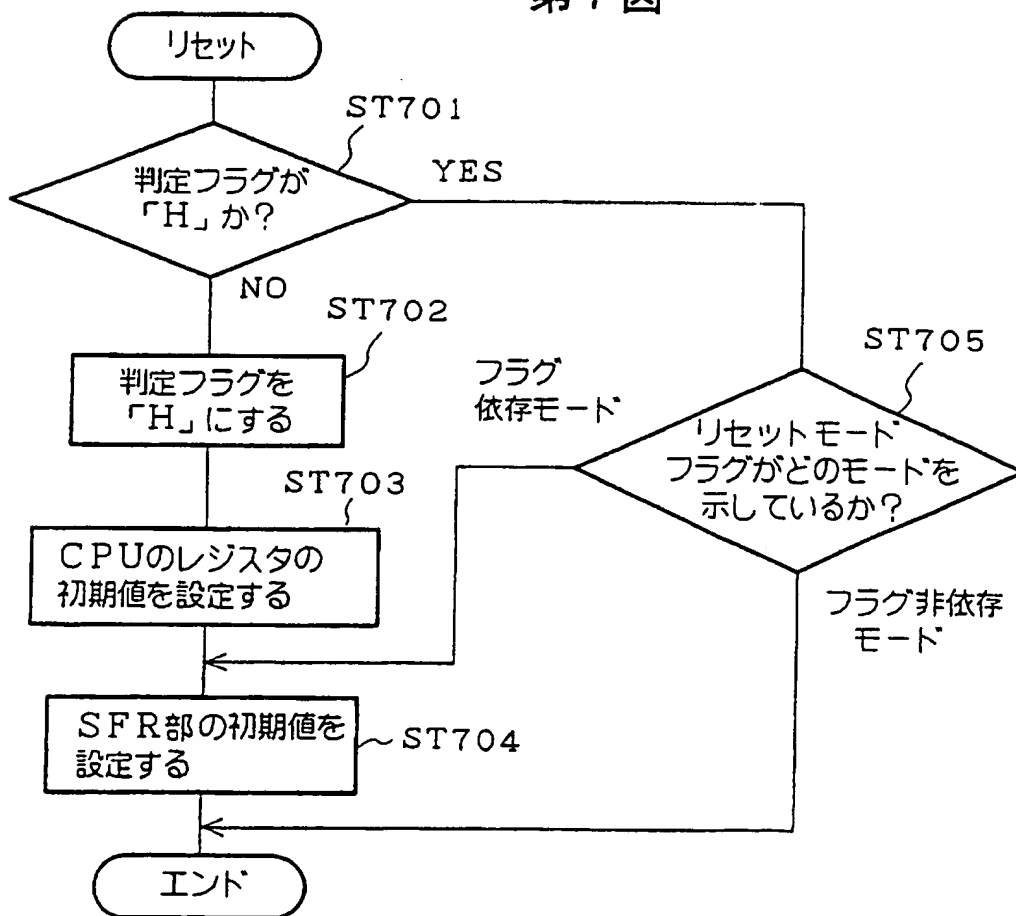 第7図
リセット
ST701
判定フラグが
「H」か?
YES
NO
ST702
判定フラグを
「H」にする
ST703
CPUのレジスタの
初期値を設定する
SFR部の初期値を
設定する
ST704
エンド
フラグ
依存モード
ST705
リセットモード
フラグがどのモードを
示しているか?
フラグ非依存
モード